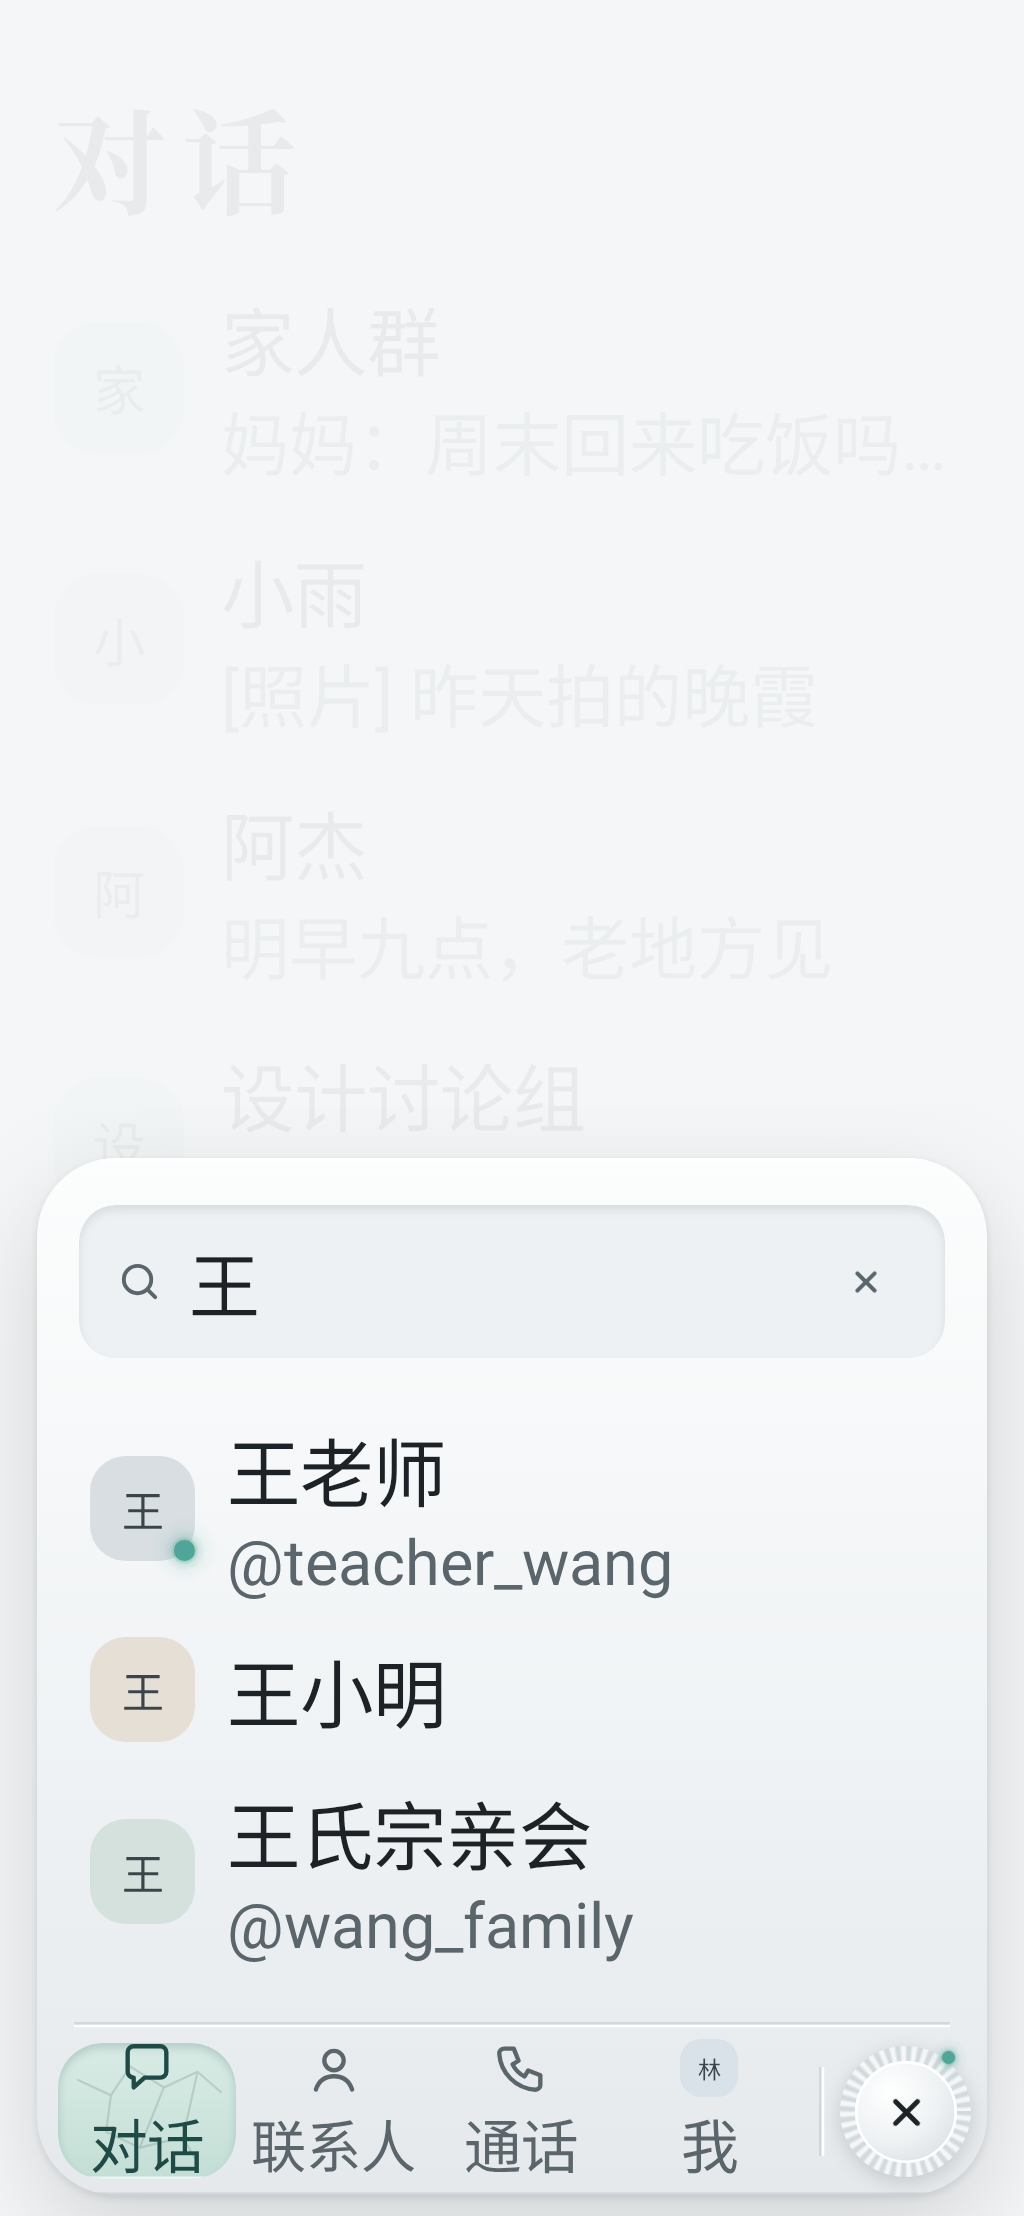 对话
家
家人群
妈妈：周末回来吃饭吗…
小
小雨
[照片] 昨天拍的晚霞
阿
阿杰
明早九点，老地方见
设
设计讨论组
王
王
王老师
@teacher_wang
王
王小明
王
王氏宗亲会
@wang_family
对话
联系人
通话
林
我